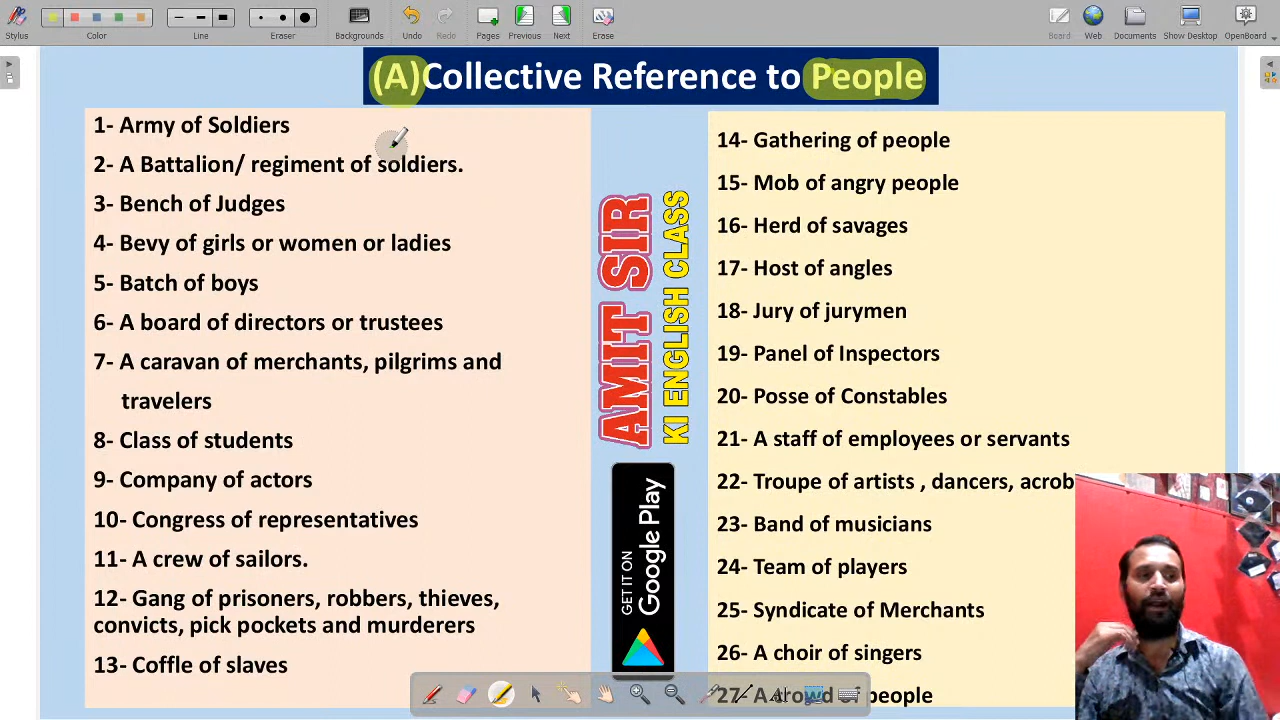 Stylus
Color
Line
Eraser
Backgrounds
Undo
Redo
Pages
Previous
Next
Erase
Board
Web
Documents
Show Desktop
OpenBoard
(A)Collective Reference to People
1- Army of Soldiers
2- A Battalion/ regiment of soldiers.
3- Bench of Judges
4- Bevy of girls or women or ladies
5- Batch of boys
6- A board of directors or trustees
7- A caravan of merchants, pilgrims and
travelers
8- Class of students
9- Company of actors
10- Congress of representatives
11- A crew of sailors.
12- Gang of prisoners, robbers, thieves,
convicts, pick pockets and murderers
13- Coffle of slaves
AMIT SIR
KI ENGLISH CLASS
GET IT ON
Google Play
14- Gathering of people
15- Mob of angry people
16- Herd of savages
17- Host of angles
18- Jury of jurymen
19- Panel of Inspectors
20- Posse of Constables
21- A staff of employees or servants
22- Troupe of artists , dancers, acrob
23- Band of musicians
24- Team of players
25- Syndicate of Merchants
26- A choir of singers
27- A crowd of people